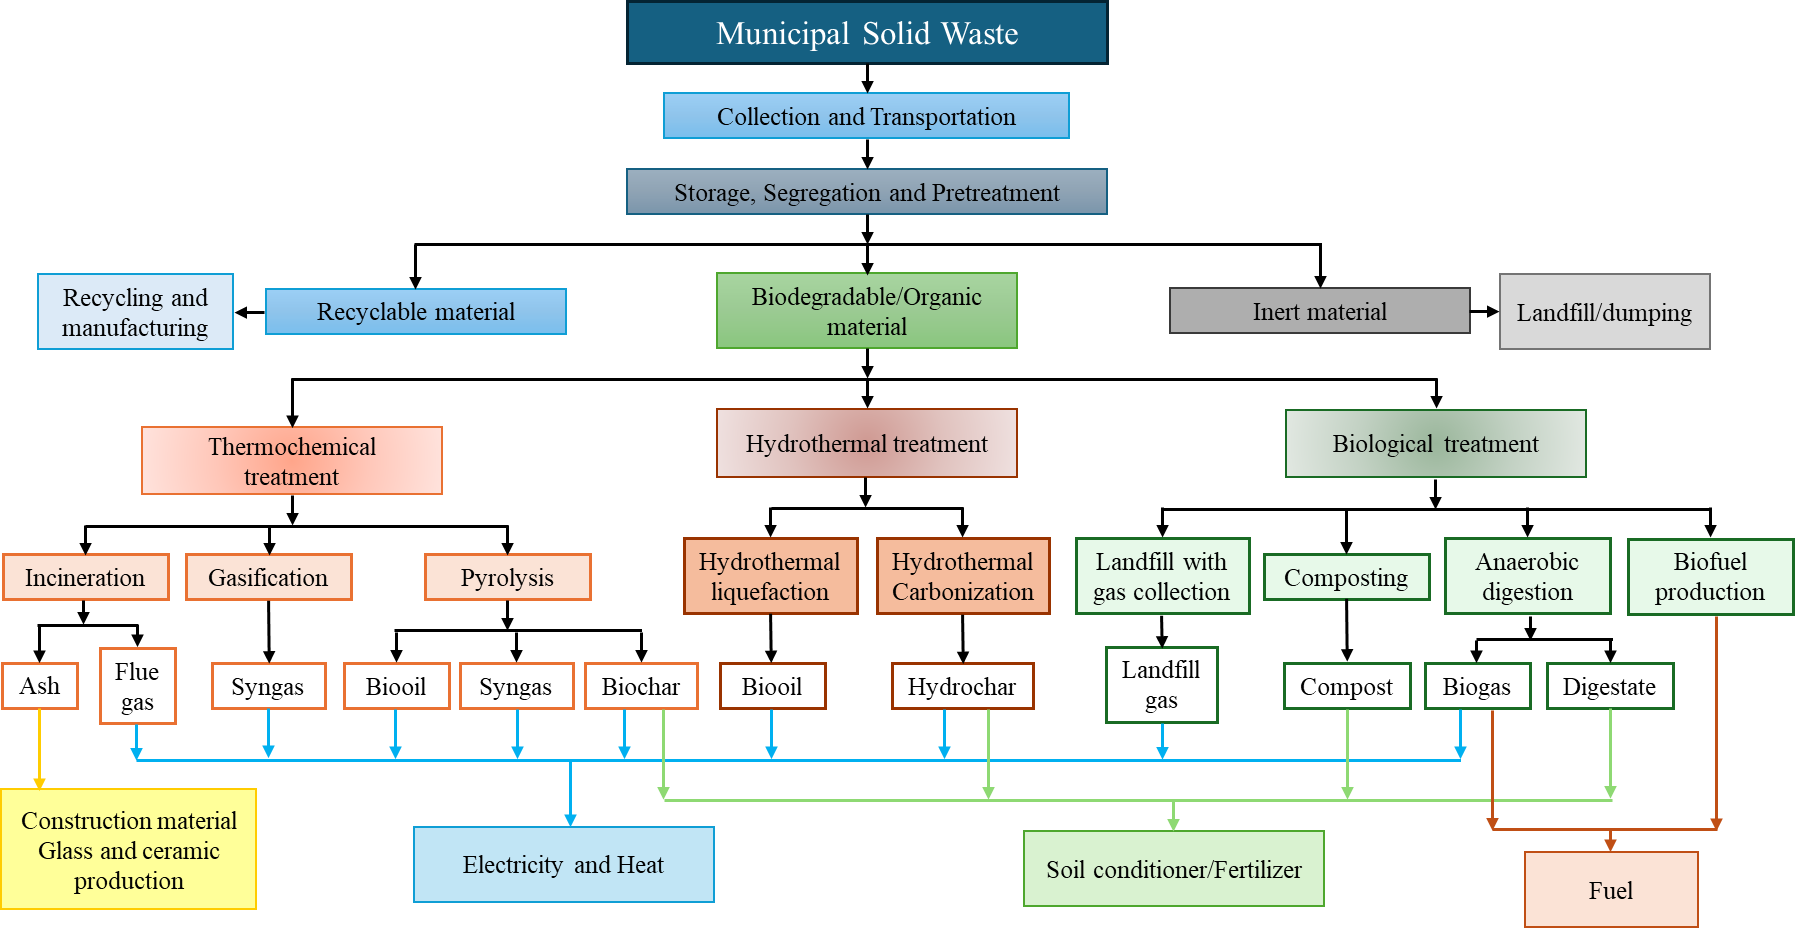 Municipal Solid Waste
Collection and Transportation
Storage, Segregation and Pretreatment
Recycling and
manufacturing
Recyclable material
Biodegradable/Organic
material
Inert material
Landfill/dumping
Thermochemical
treatment
Hydrothermal treatment
Biological treatment
Incineration
Gasification
Pyrolysis
Hydrothermal
liquefaction
Hydrothermal
Carbonization
Landfill with
gas collection
Composting
Anaerobic
digestion
Biofuel
production
Ash
Flue
gas
Syngas
Biooil
Syngas
Biochar
Biooil
Hydrochar
Landfill
gas
Compost
Biogas
Digestate
Construction material
Glass and ceramic
production
Electricity and Heat
Soil conditioner/Fertilizer
Fuel